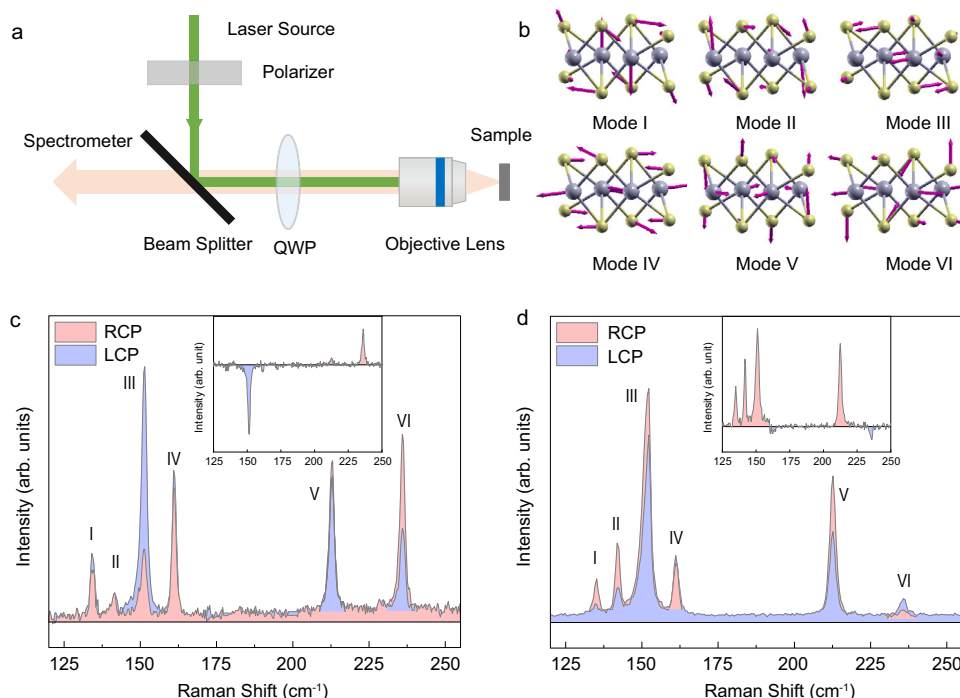 a
Laser Source
Polarizer
Spectrometer
Sample
Beam Splitter
QWP
Objective Lens
b
Mode I
Mode II
Mode III
Mode IV
Mode V
Mode VI
c
RCP
LCP
III
IV
I
II
V
VI
Intensity (arb. unit)
125 150 175 200 225 250
Intensity (arb. units)
125 150 175 200 225 250
Raman Shift (cm⁻¹)
d
RCP
LCP
III
II
I
IV
V
VI
Intensity (arb. unit)
125 150 175 200 225 250
Intensity (arb. units)
125 150 175 200 225 250
Raman Shift (cm⁻¹)